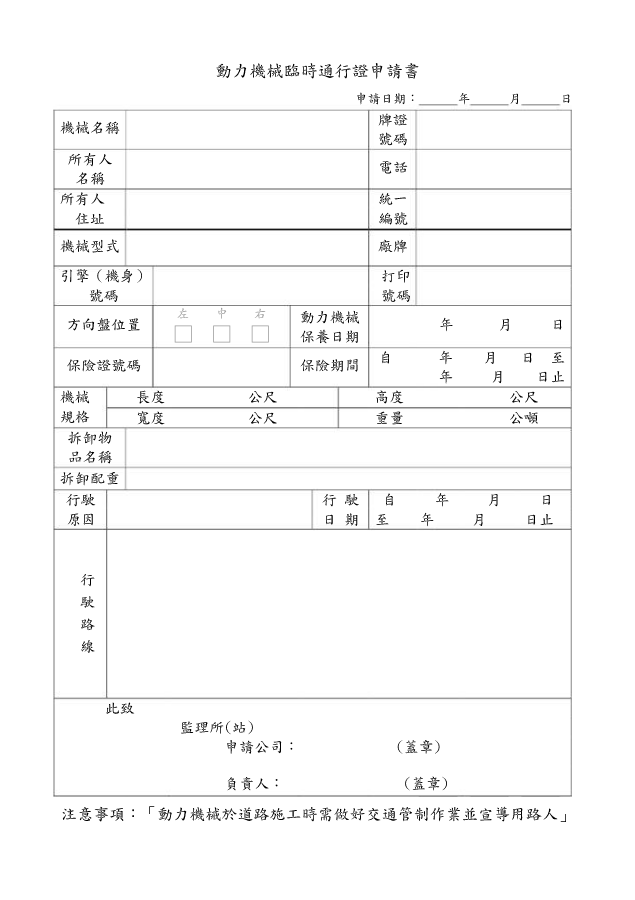 動力機械臨時通行證申請書
申請日期：______年______月______日
機械名稱 牌證號碼
所有人名稱 電話
所有人住址 統一編號
機械型式 廠牌
引擎（機身）號碼 打印號碼
方向盤位置 左 中 右 動力機械保養日期 年 月 日
保險證號碼 保險期間 自 年 月 日 至
年 月 日止
機械規格 長度 公尺 高度 公尺
寬度 公尺 重量 公噸
拆卸物品名稱
拆卸配重
行駛原因 行駛日期 自 年 月 日
至 年 月 日止
行駛路線
此致
監理所(站)
申請公司： （蓋章）
負責人： （蓋章）
注意事項：「動力機械於道路施工時需做好交通管制作業並宣導用路人」